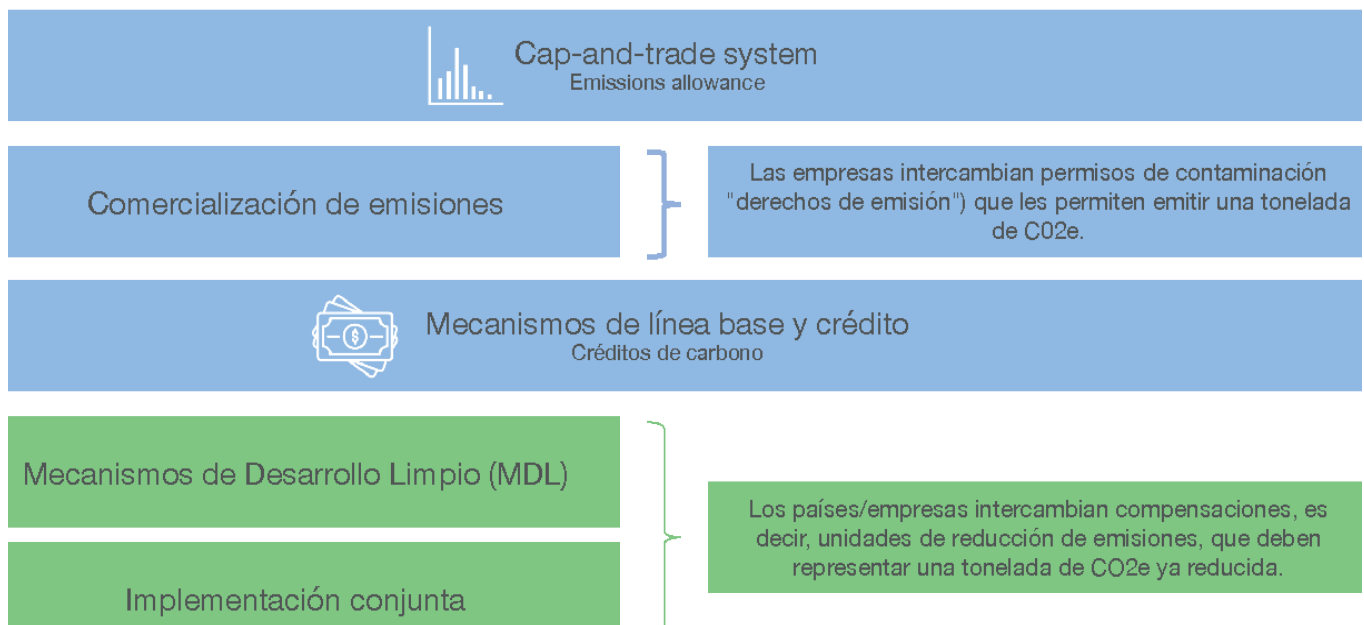 Cap-and-trade system
Emissions allowance
Comercialización de emisiones
Las empresas intercambian permisos de contaminación
"derechos de emisión") que les permiten emitir una tonelada
de C02e.
Mecanismos de línea base y crédito
Créditos de carbono
Mecanismos de Desarrollo Limpio (MDL)
Implementación conjunta
Los países/empresas intercambian compensaciones, es
decir, unidades de reducción de emisiones, que deben
representar una tonelada de CO2e ya reducida.